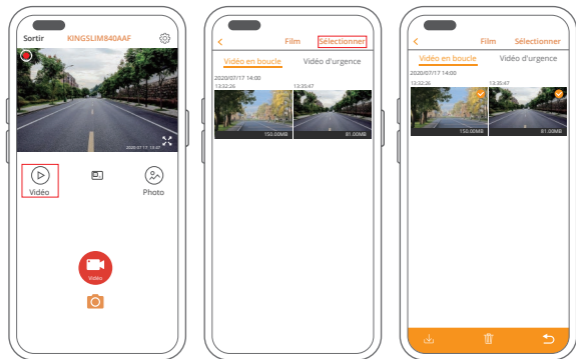 Sortir KINGSLIM840AAF
2020/07/17 13:47
Vidéo
Photo
Vidéo
Film Sélectionner
Vidéo en boucle Vidéo d'urgence
2020/07/17 14:00
13:32:26 13:35:47
150.00MB 81.00MB
Film Sélectionner
Vidéo en boucle Vidéo d'urgence
2020/07/17 14:00
13:32:26 13:35:47
150.00MB 81.00MB